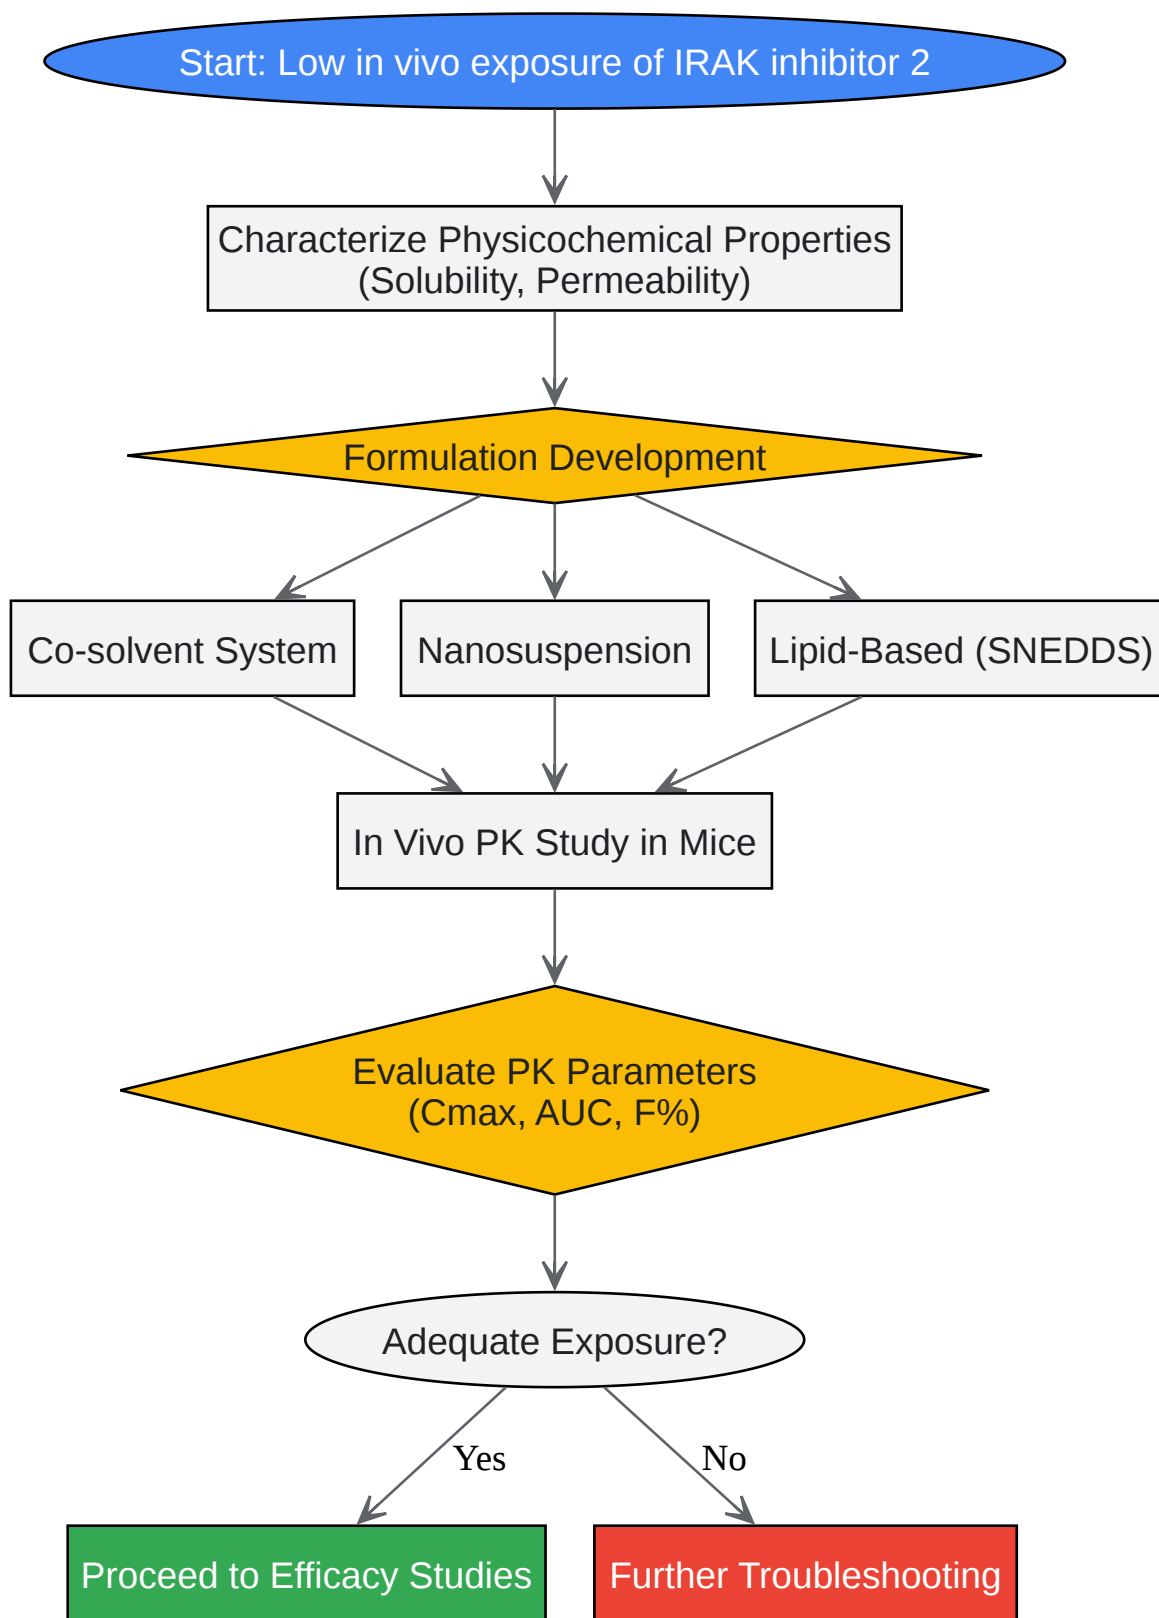 Start: Low in vivo exposure of IRAK inhibitor 2
Characterize Physicochemical Properties
(Solubility, Permeability)
Formulation Development
Co-solvent System
Nanosuspension
Lipid-Based (SNEDDS)
In Vivo PK Study in Mice
Evaluate PK Parameters
(Cmax, AUC, F%)
Adequate Exposure?
Yes
No
Proceed to Efficacy Studies
Further Troubleshooting